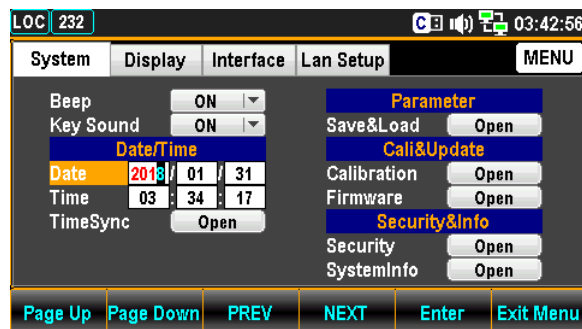 LOC 232 C 03:42:56
System Display Interface Lan Setup MENU
Beep ON
Key Sound ON
Date/Time
Date 2018 / 01 / 31
Time 03 : 34 : 17
TimeSync Open
Parameter
Save&Load Open
Cali&Update
Calibration Open
Firmware Open
Security&Info
Security Open
SystemInfo Open
Page Up Page Down PREV NEXT Enter Exit Menu